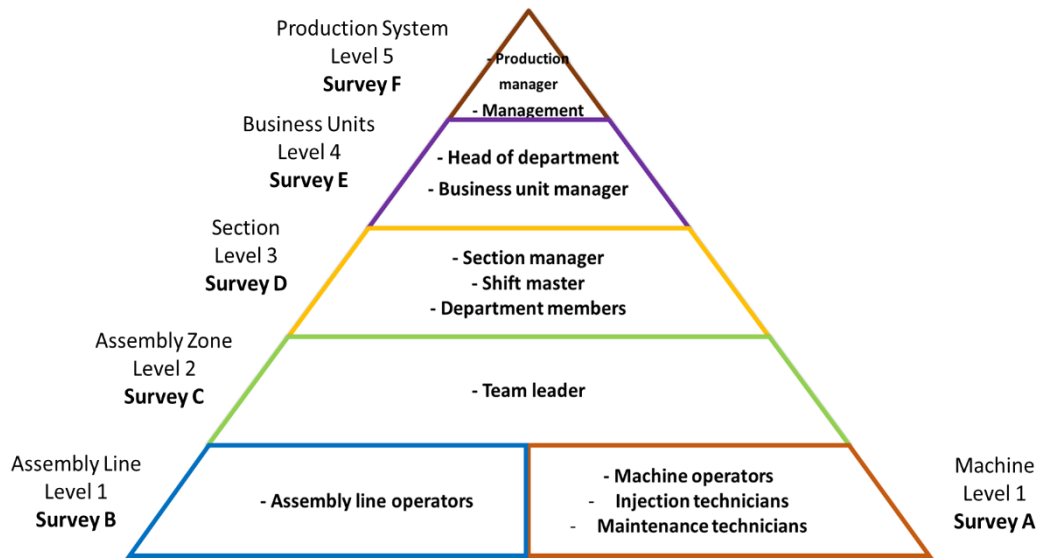 Production System
Level 5
Survey F
- Production
manager
- Management
Business Units
Level 4
Survey E
- Head of department
- Business unit manager
Section
Level 3
Survey D
- Section manager
- Shift master
- Department members
Assembly Zone
Level 2
Survey C
- Team leader
Assembly Line
Level 1
Survey B
- Assembly line operators
- Machine operators
- Injection technicians
- Maintenance technicians
Machine
Level 1
Survey A